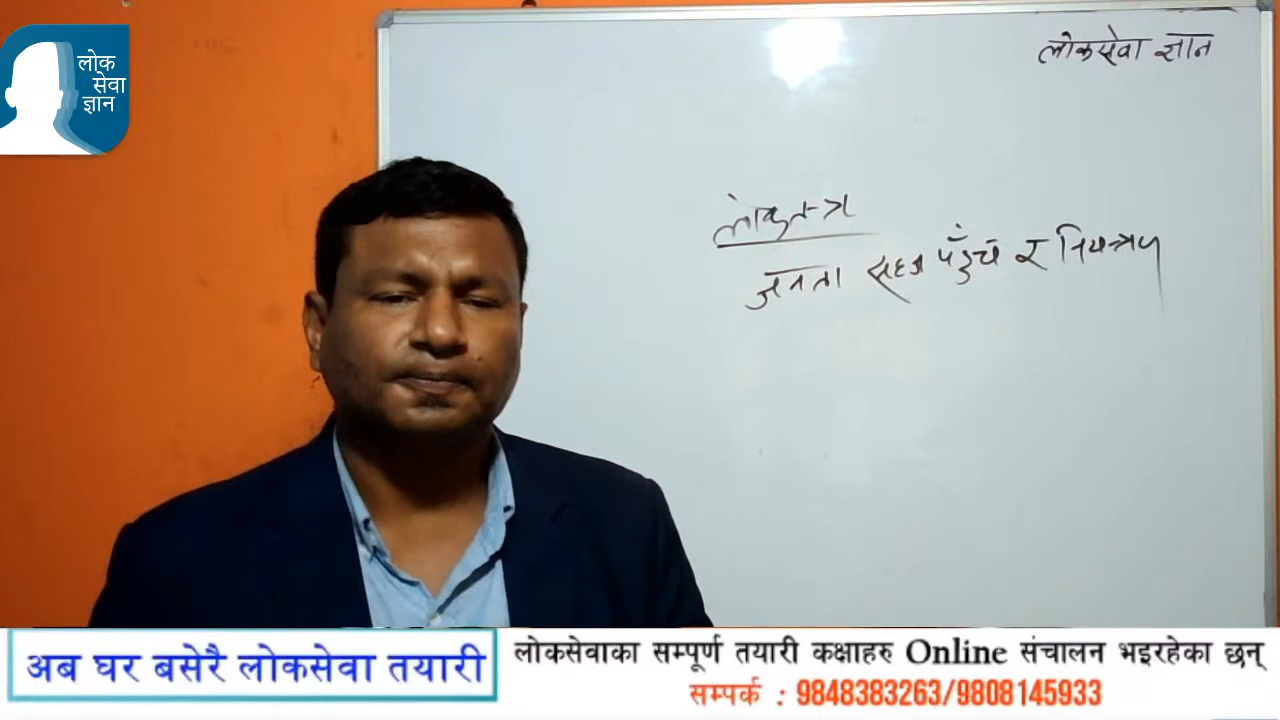 लोक
सेवा
ज्ञान
लोकसेवा ज्ञान
लोकतन्त्र
जनता सहज पहुँच र नियन्त्रण
अब घर बसेरै लोकसेवा तयारी
लोकसेवाका सम्पूर्ण तयारी कक्षाहरु Online संचालन भइरहेका छन्
सम्पर्क : 9848383263/9808145933